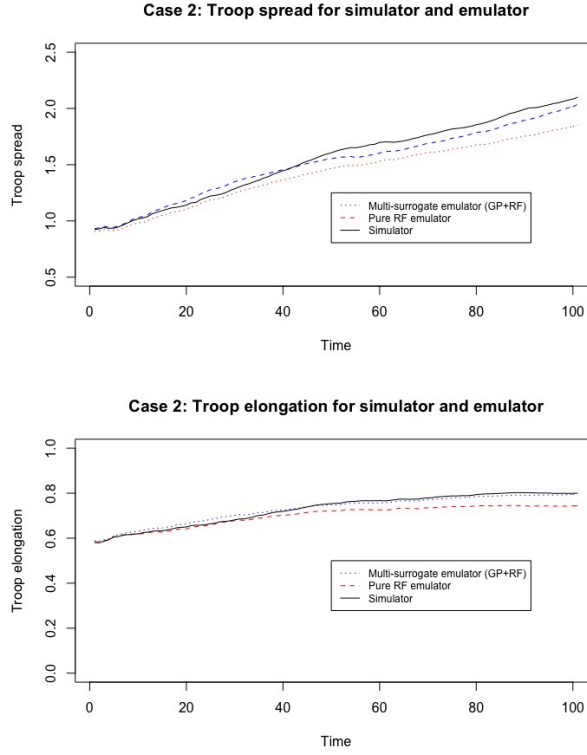 Case 2: Troop spread for simulator and emulator
Troop spread
2.5
2.0
1.5
1.0
0.5
Multi-surrogate emulator (GP+RF)
Pure RF emulator
Simulator
0 20 40 60 80 100
Time
Case 2: Troop elongation for simulator and emulator
Troop elongation
1.0
0.8
0.6
0.4
0.2
0.0
Multi-surrogate emulator (GP+RF)
Pure RF emulator
Simulator
0 20 40 60 80 100
Time